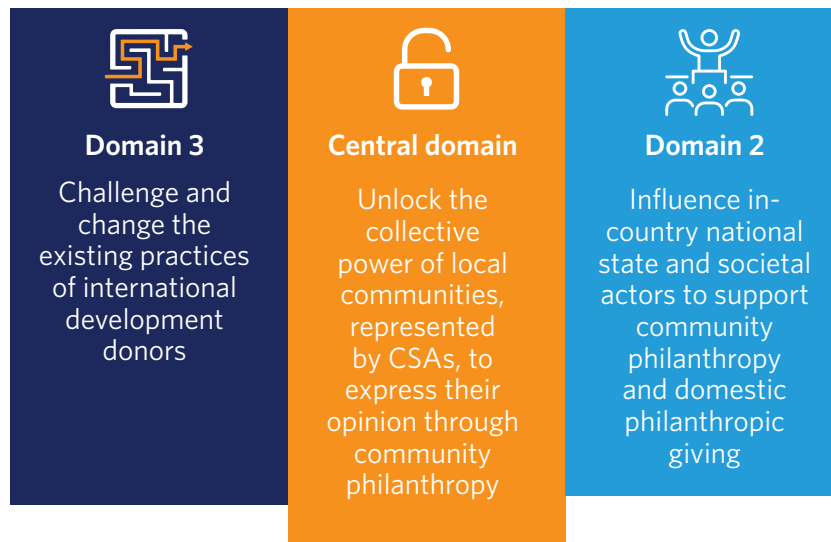 Domain 3
Challenge and
change the
existing practices
of international
development
donors
Central domain
Unlock the
collective
power of local
communities,
represented
by CSAs, to
express their
opinion through
community
philanthropy
Domain 2
Influence in-
country national
state and societal
actors to support
community
philanthropy
and domestic
philanthropic
giving